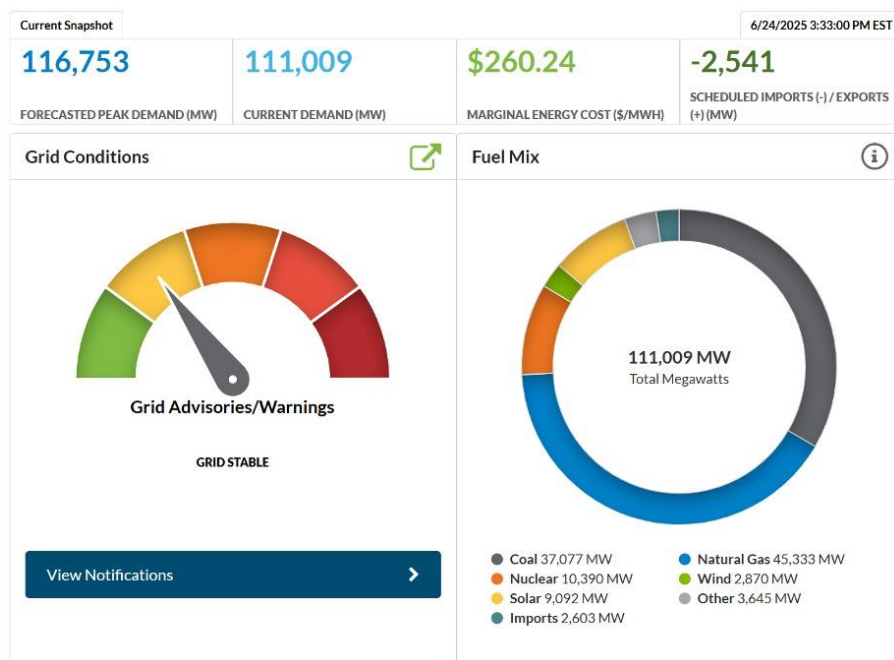 Current Snapshot
6/24/2025 3:33:00 PM EST
116,753
FORECASTED PEAK DEMAND (MW)
111,009
CURRENT DEMAND (MW)
$260.24
MARGINAL ENERGY COST ($/MWH)
-2,541
SCHEDULED IMPORTS (-) / EXPORTS
(+) (MW)
Grid Conditions
Grid Advisories/Warnings
GRID STABLE
View Notifications
Fuel Mix
111,009 MW
Total Megawatts
Coal 37,077 MW
Natural Gas 45,333 MW
Nuclear 10,390 MW
Wind 2,870 MW
Solar 9,092 MW
Other 3,645 MW
Imports 2,603 MW